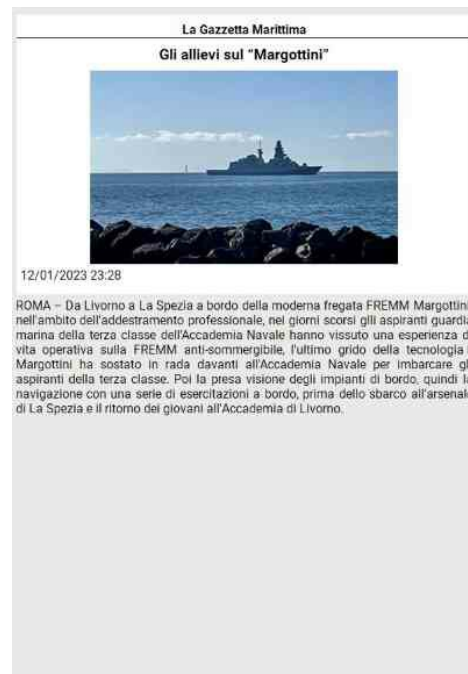 La Gazzetta Marittima
Gli allievi sul “Margottini”
12/01/2023 23:28
ROMA – Da Livorno a La Spezia a bordo della moderna fregata FREMM Margottini
nell'ambito dell'addestramento professionale, nei giorni scorsi gli aspiranti guardia
marina della terza classe dell'Accademia Navale hanno vissuto una esperienza d
vita operativa sulla FREMM anti-sommergibile, l'ultimo grido della tecnologia.
Margottini ha sostato in rada davanti all'Accademia Navale per imbarcare gl
aspiranti della terza classe. Poi la presa visione degli impianti di bordo, quindi la
navigazione con una serie di esercitazioni a bordo, prima dello sbarco all'arsenale
di La Spezia e il ritorno dei giovani all'Accademia di Livorno.